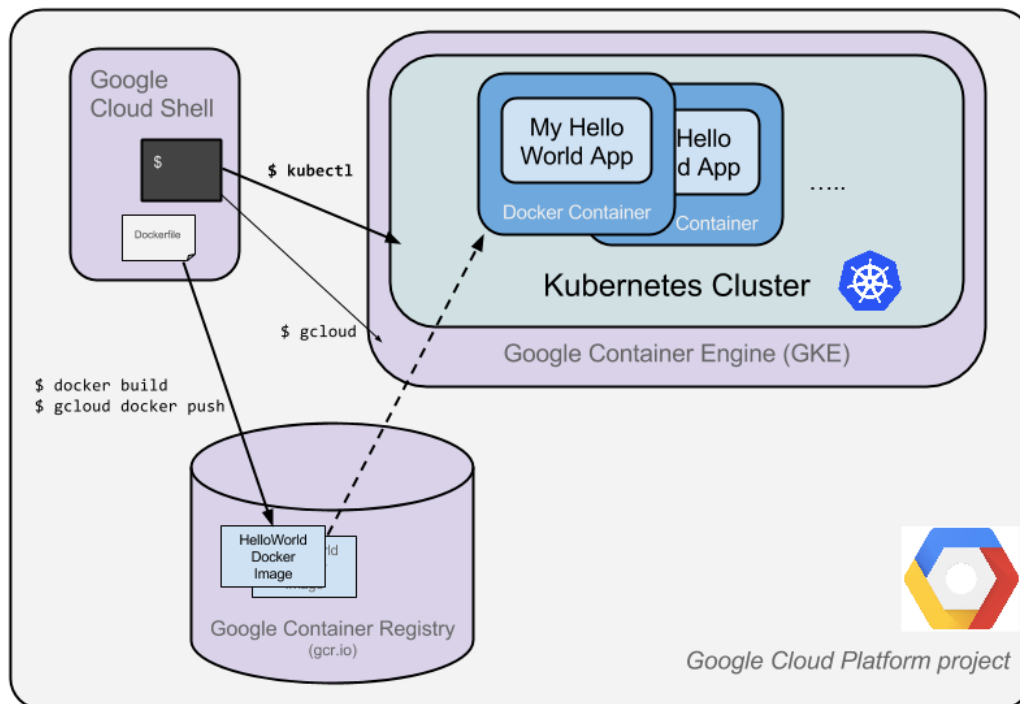 Google
Cloud Shell
$
Dockerfile
$ kubectl
$ gcloud
$ docker build
$ gcloud docker push
My Hello
World App
Docker Container
Hello
d App
Container
.....
Kubernetes Cluster
Google Container Engine (GKE)
HelloWorld
Docker
Image
Google Container Registry
(gcr.io)
Google Cloud Platform project